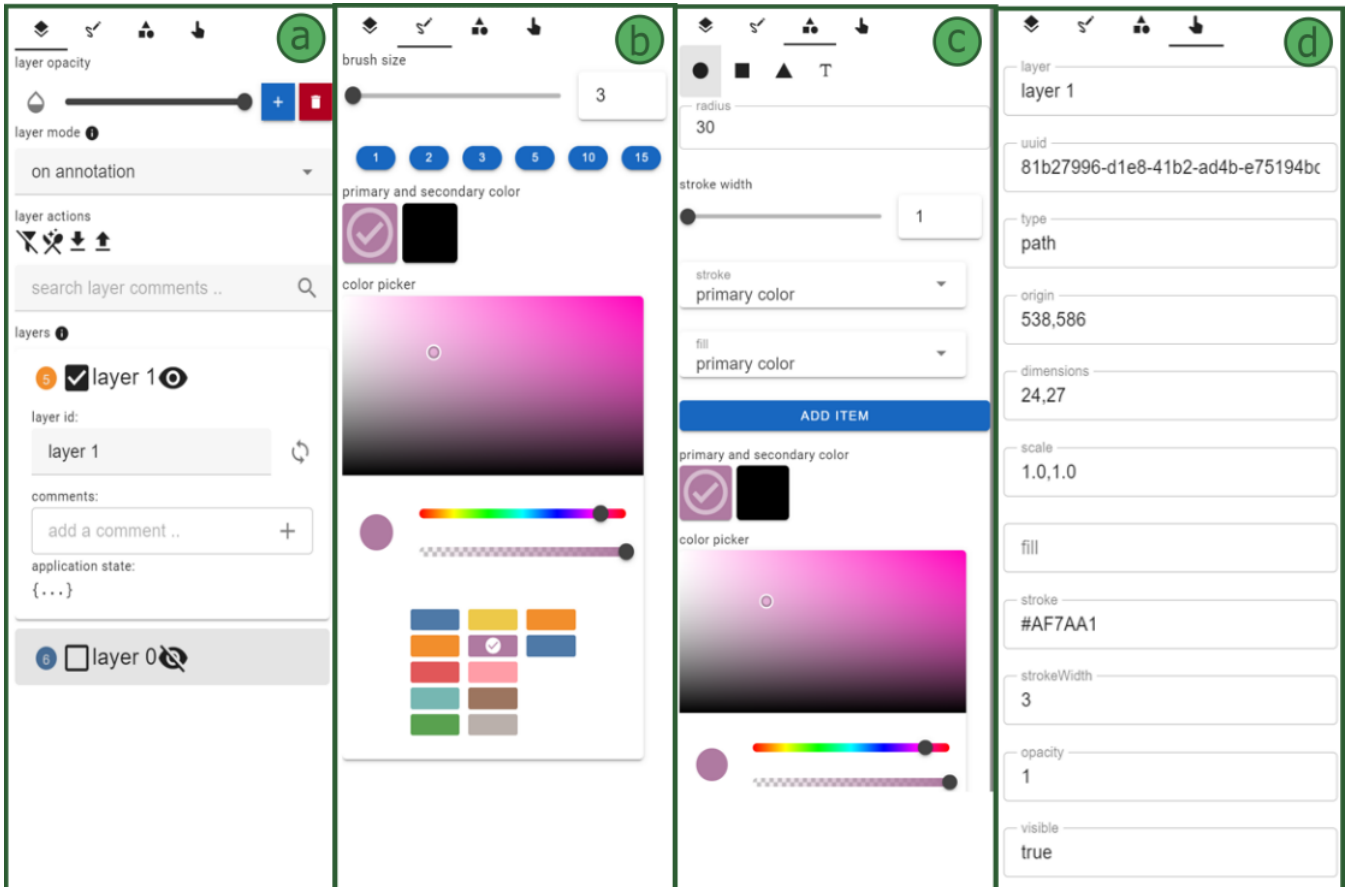 a
layer opacity
+
layer mode i
on annotation
layer actions
search layer comments ..
layers i
5 layer 1
layer id:
layer 1
comments:
add a comment .. +
application state:
{...}
6 layer 0
b
brush size
3
1 2 3 5 10 15
primary and secondary color
color picker
c
T
radius
30
stroke width
1
stroke
primary color
fill
primary color
ADD ITEM
primary and secondary color
color picker
d
layer
layer 1
uuid
81b27996-d1e8-41b2-ad4b-e75194bc
type
path
origin
538,586
dimensions
24,27
scale
1.0,1.0
fill
stroke
#AF7AA1
strokeWidth
3
opacity
1
visible
true